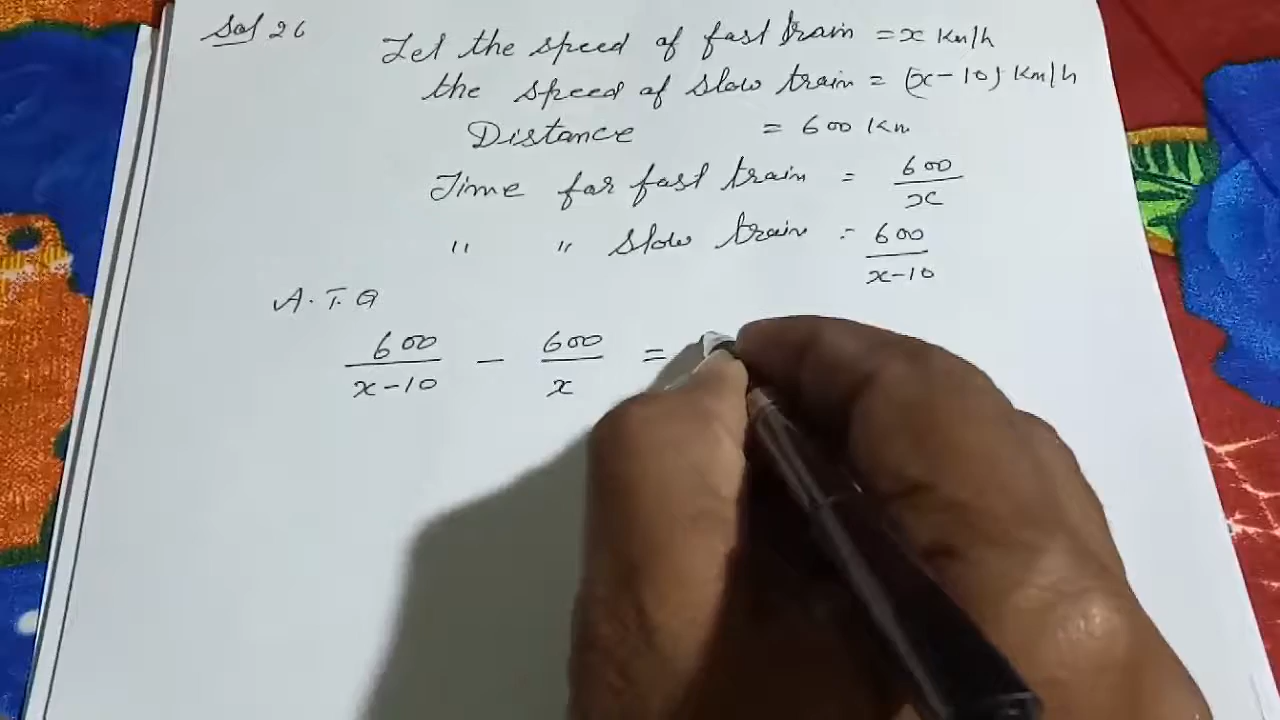 Sol 26
Let the speed of fast train = x Km/h
the speed of slow train = (x-10) Km/h
Distance = 600 Km
Time for fast train = 600/x
" " slow train = 600/x-10
A.T.Q
600/x-10 - 600/x =